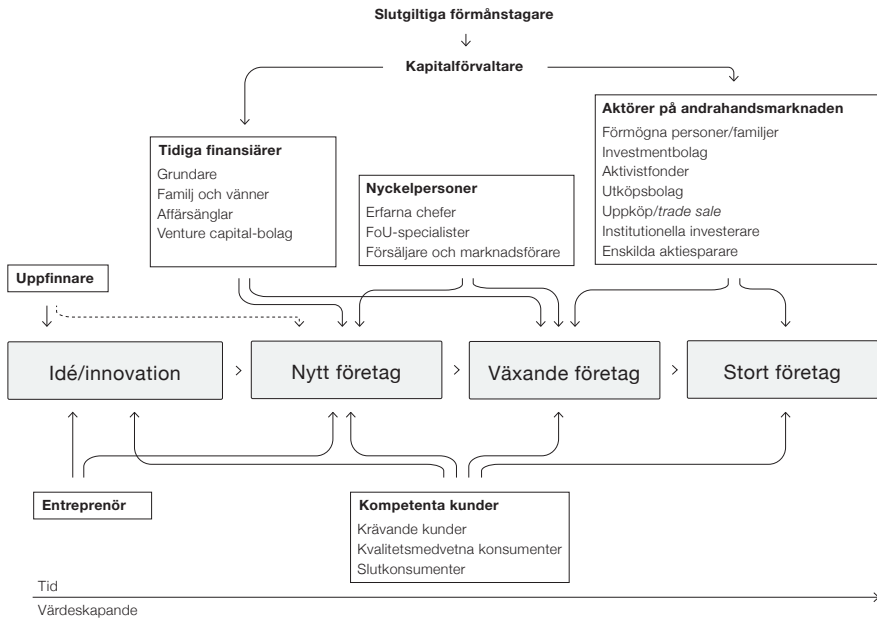 Slutgiltiga förmånstagare
Kapitalförvaltare
Aktörer på andrahandsmarknaden
Förmögna personer/familjer
Investmentbolag
Aktivistfonder
Utköpsbolag
Uppköp/trade sale
Institutionella investerare
Enskilda aktiesparare
Tidiga finansiärer
Grundare
Familj och vänner
Affärsänglar
Venture capital-bolag
Nyckelpersoner
Erfarna chefer
FoU-specialister
Försäljare och marknadsförare
Uppfinnare
Idé/innovation
Nytt företag
Växande företag
Stort företag
Entreprenör
Kompetenta kunder
Krävande kunder
Kvalitetsmedvetna konsumenter
Slutkonsumenter
Tid
Värdeskapande